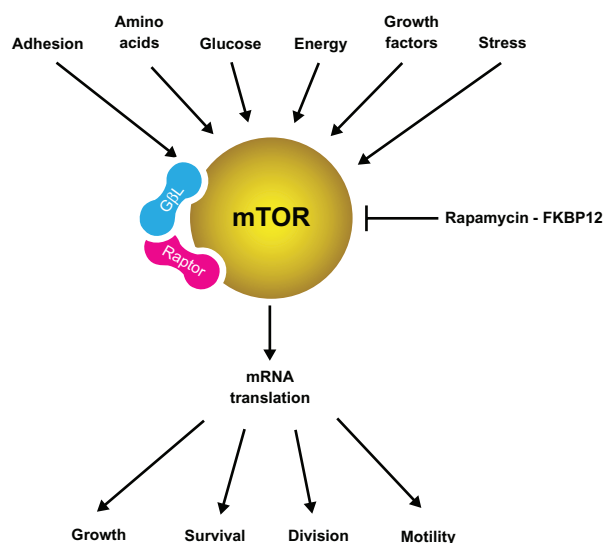 Adhesion
Amino
acids
Glucose
Energy
Growth
factors
Stress
GβL
mTOR
Raptor
Rapamycin - FKBP12
mRNA
translation
Growth
Survival
Division
Motility